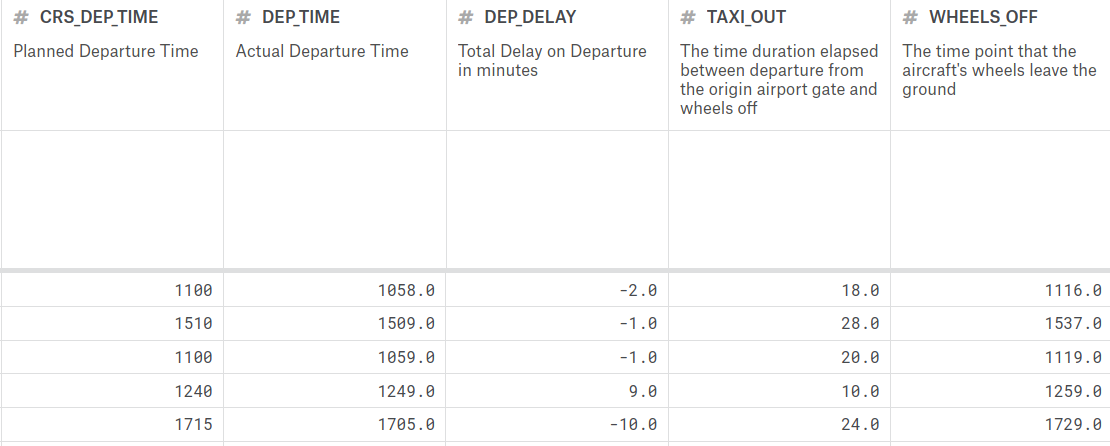 # CRS_DEP_TIME # DEP_TIME # DEP_DELAY # TAXI_OUT # WHEELS_OFF
Planned Departure Time Actual Departure Time Total Delay on Departure The time duration elapsed The time point that the
in minutes between departure from aircraft's wheels leave the
the origin airport gate and ground
wheels off
1100 1058.0 -2.0 18.0 1116.0
1510 1509.0 -1.0 28.0 1537.0
1100 1059.0 -1.0 20.0 1119.0
1240 1249.0 9.0 10.0 1259.0
1715 1705.0 -10.0 24.0 1729.0